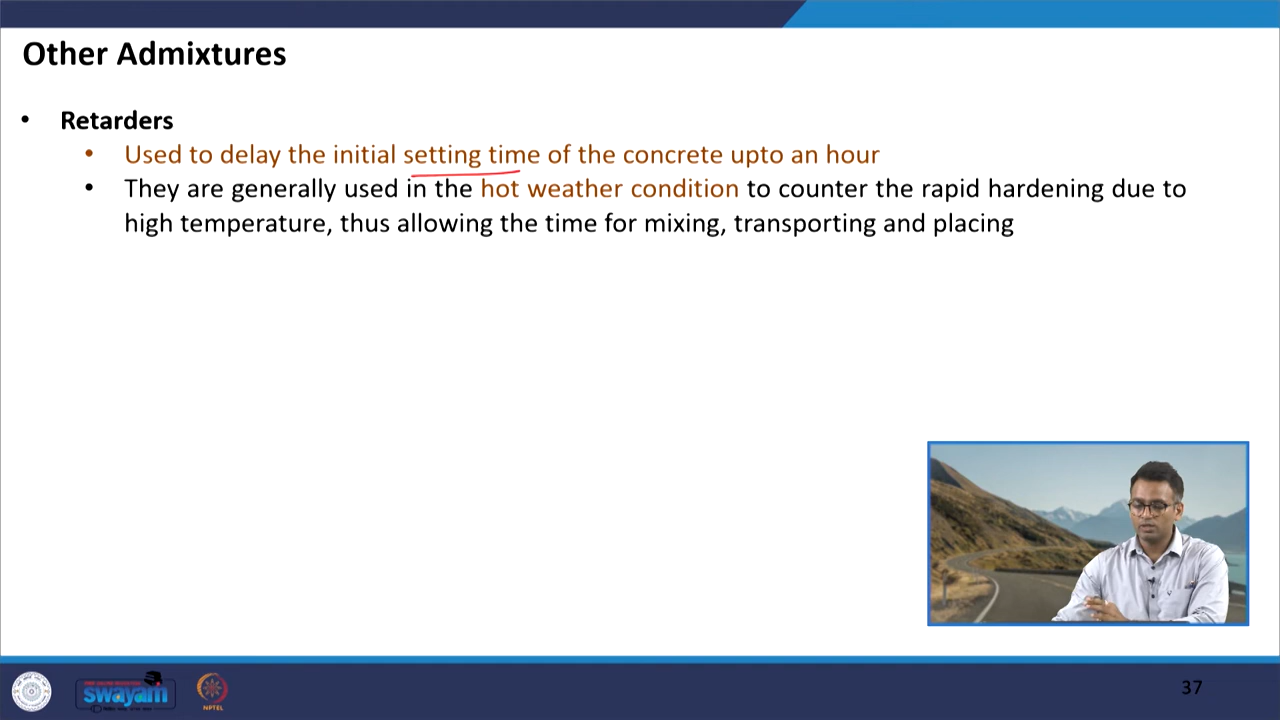 Other Admixtures
• Retarders
• Used to delay the initial setting time of the concrete upto an hour
• They are generally used in the hot weather condition to counter the rapid hardening due to
high temperature, thus allowing the time for mixing, transporting and placing
swayam
NPTEL
37